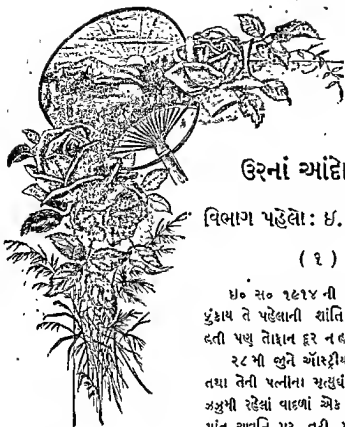 ઉરનાં આંદો
વિભાગ પહેલો: ઇ.
( ૧ )
ઇ૦ સ૦ ૧૯૧૪ ની
ફુંકાય તે પહેલાની શાંતિ
હતી પણ તોફાન દૂર ન હ
૨૮ મી જુને ઑસ્ટ્રીય
તથા તેની પત્નીના મૃત્યુથી
ઝઝુમી રહેલાં વાદળાં એક